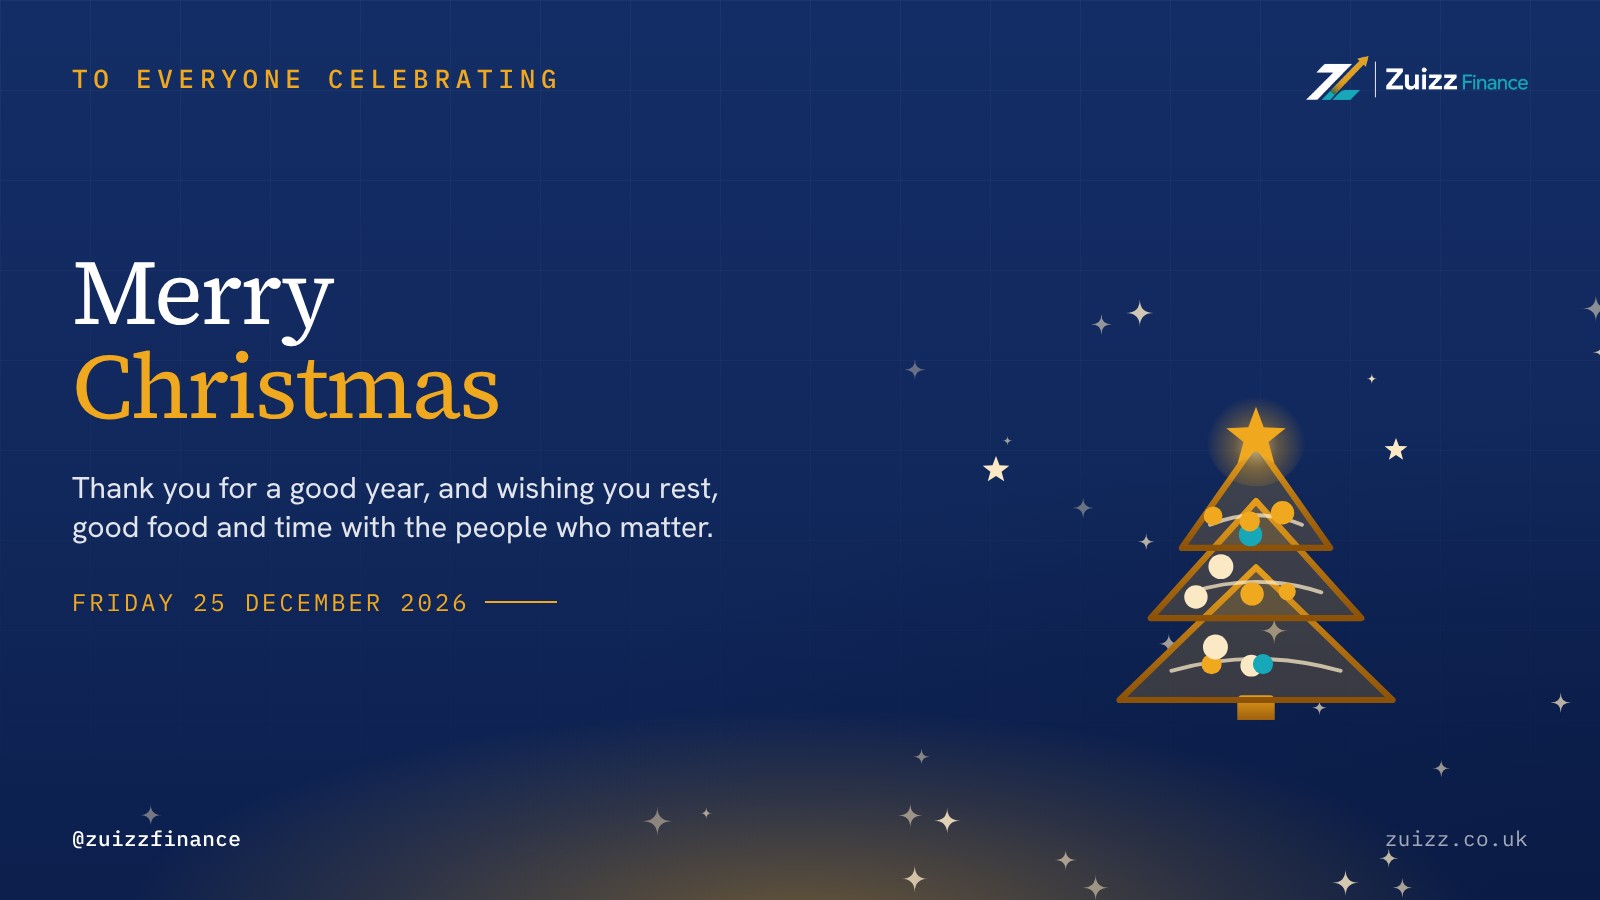 TO EVERYONE CELEBRATING
Zuizz Finance
Merry
Christmas
Thank you for a good year, and wishing you rest,
good food and time with the people who matter.
FRIDAY 25 DECEMBER 2026
@zuizzfinance
zuizz.co.uk